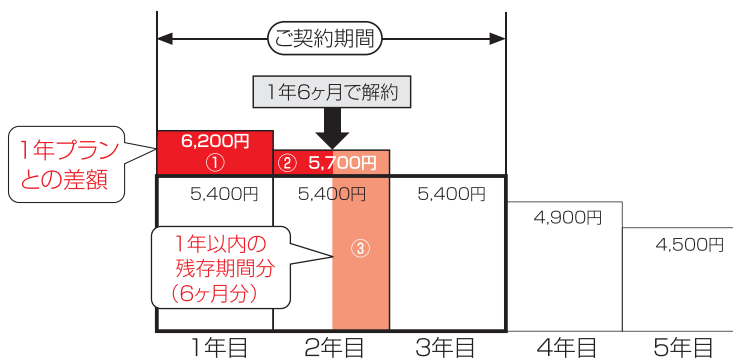 ご契約期間
1年6ヶ月で解約
1年プラン
との差額
6,200円
①
② 5,700円
5,400円
5,400円
5,400円
4,900円
4,500円
1年以内の
残存期間分
(6ヶ月分)
③
1年目
2年目
3年目
4年目
5年目